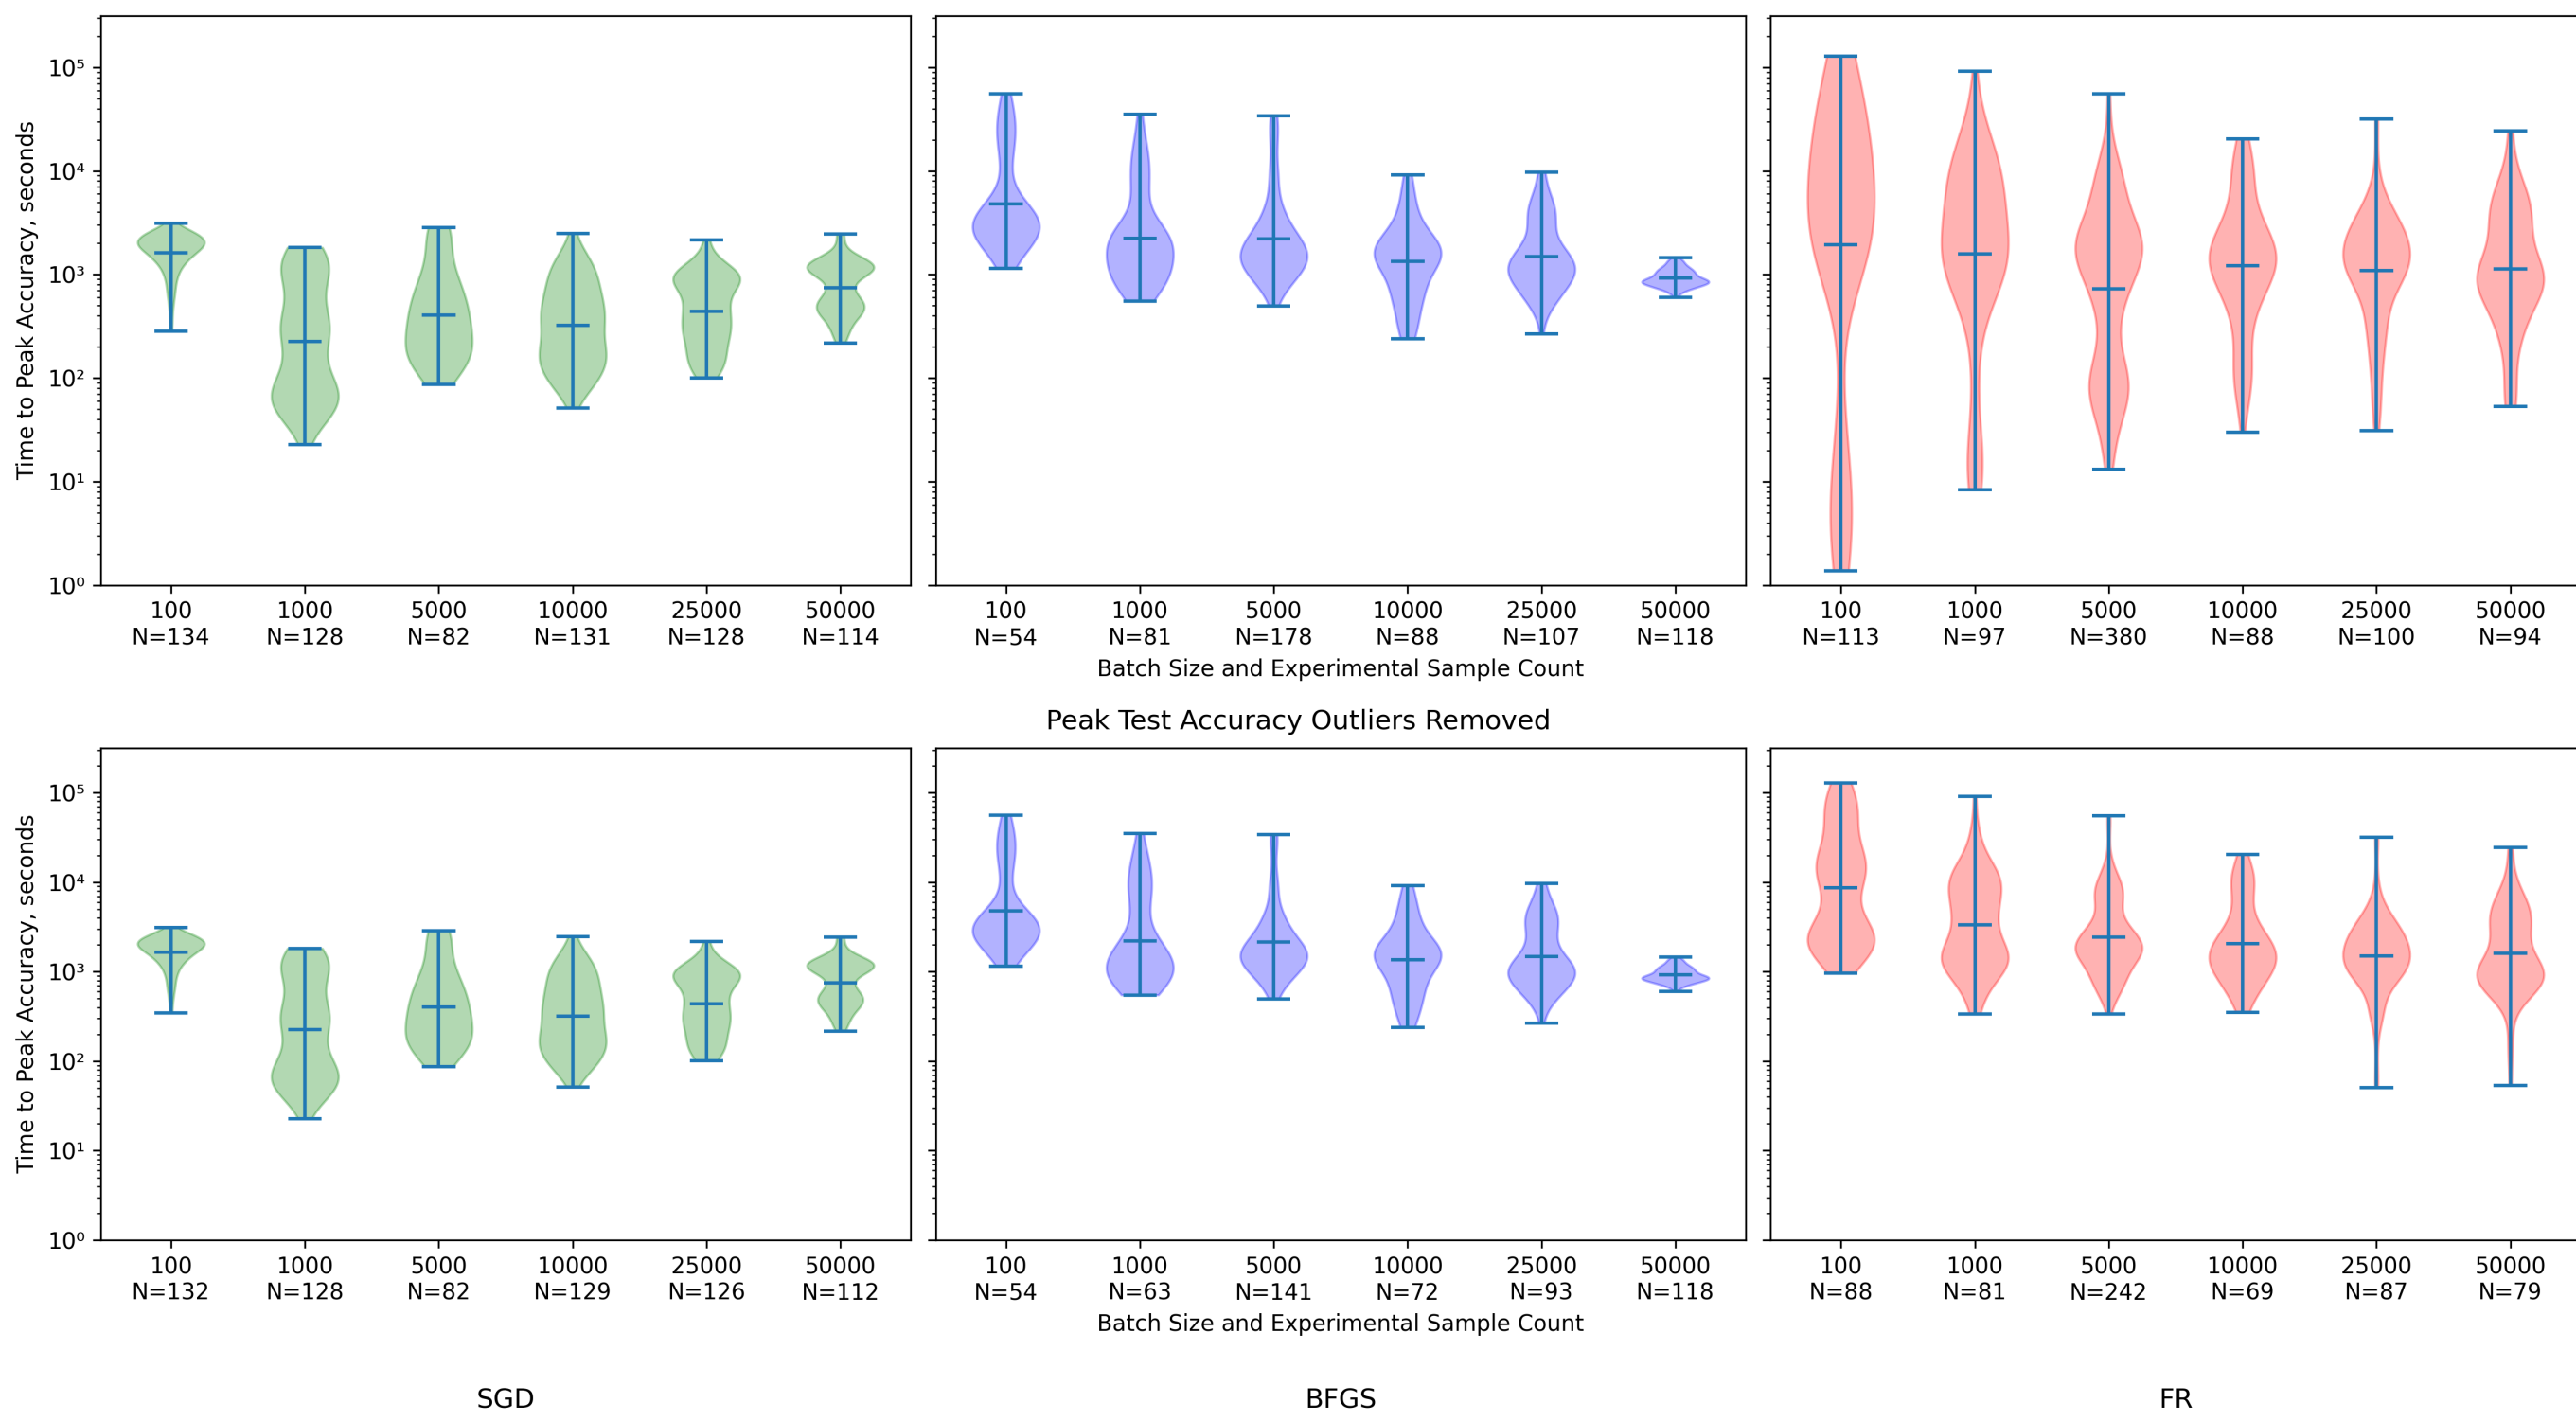 Time to Peak Accuracy, seconds
10⁵
10⁴
10³
10²
10¹
10⁰
100 1000 5000 10000 25000 50000
N=134 N=128 N=82 N=131 N=128 N=114
100 1000 5000 10000 25000 50000
N=54 N=81 N=178 N=88 N=107 N=118
100 1000 5000 10000 25000 50000
N=113 N=97 N=380 N=88 N=100 N=94
Batch Size and Experimental Sample Count
Peak Test Accuracy Outliers Removed
Time to Peak Accuracy, seconds
10⁵
10⁴
10³
10²
10¹
10⁰
100 1000 5000 10000 25000 50000
N=132 N=128 N=82 N=129 N=126 N=112
100 1000 5000 10000 25000 50000
N=54 N=63 N=141 N=72 N=93 N=118
100 1000 5000 10000 25000 50000
N=88 N=81 N=242 N=69 N=87 N=79
Batch Size and Experimental Sample Count
SGD
BFGS
FR